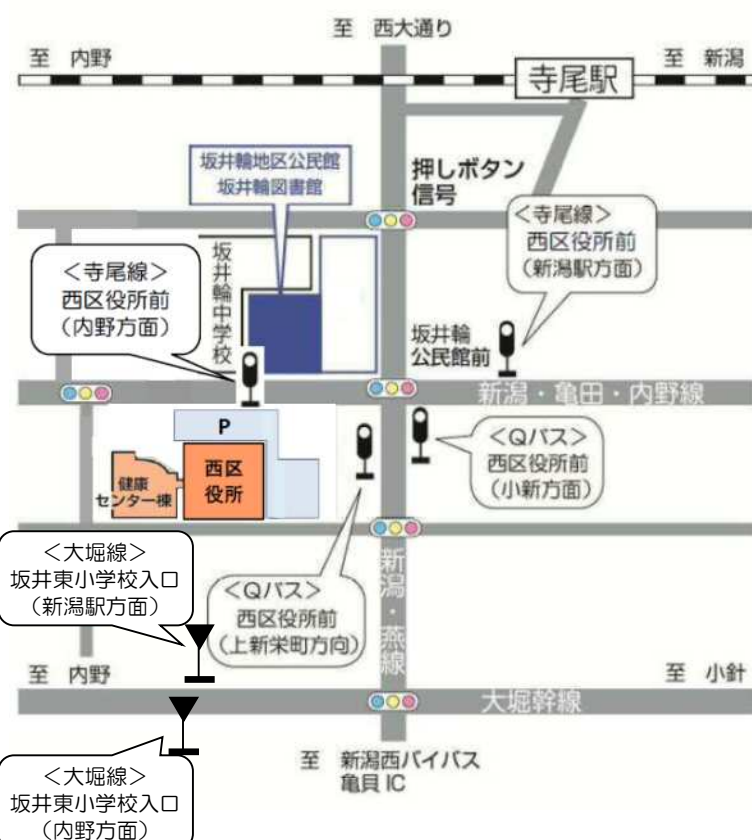 至 西大通り
至 内野
至 新潟
寺尾駅
坂井輪地区公民館
坂井輪図書館
押しボタン
信号
＜寺尾線＞
西区役所前
（新潟駅方面）
＜寺尾線＞
西区役所前
（内野方面）
坂井輪中学校
坂井輪
公民館前
新潟・亀田・内野線
P
西区
役所
健康
センター棟
＜Qバス＞
西区役所前
（小新方面）
＜大堀線＞
坂井東小学校入口
（新潟駅方面）
＜Qバス＞
西区役所前
（上新栄町方向）
新潟・燕線
至 内野
至 小針
大堀幹線
至 新潟西バイパス
亀貝IC
＜大堀線＞
坂井東小学校入口
（内野方面）